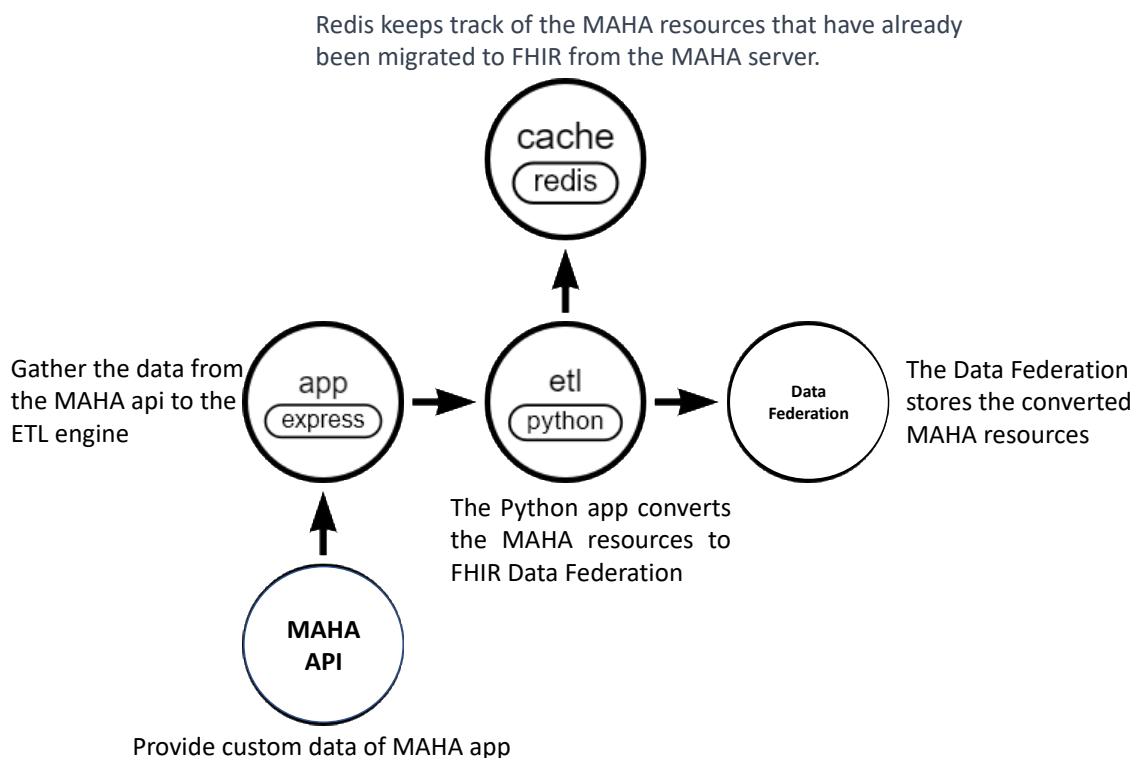 Redis keeps track of the MAHA resources that have already
been migrated to FHIR from the MAHA server.
cache
redis
Gather the data from
the MAHA api to the
ETL engine
app
express
etl
python
Data
Federation
The Data Federation
stores the converted
MAHA resources
The Python app converts
the MAHA resources to
FHIR Data Federation
MAHA
API
Provide custom data of MAHA app